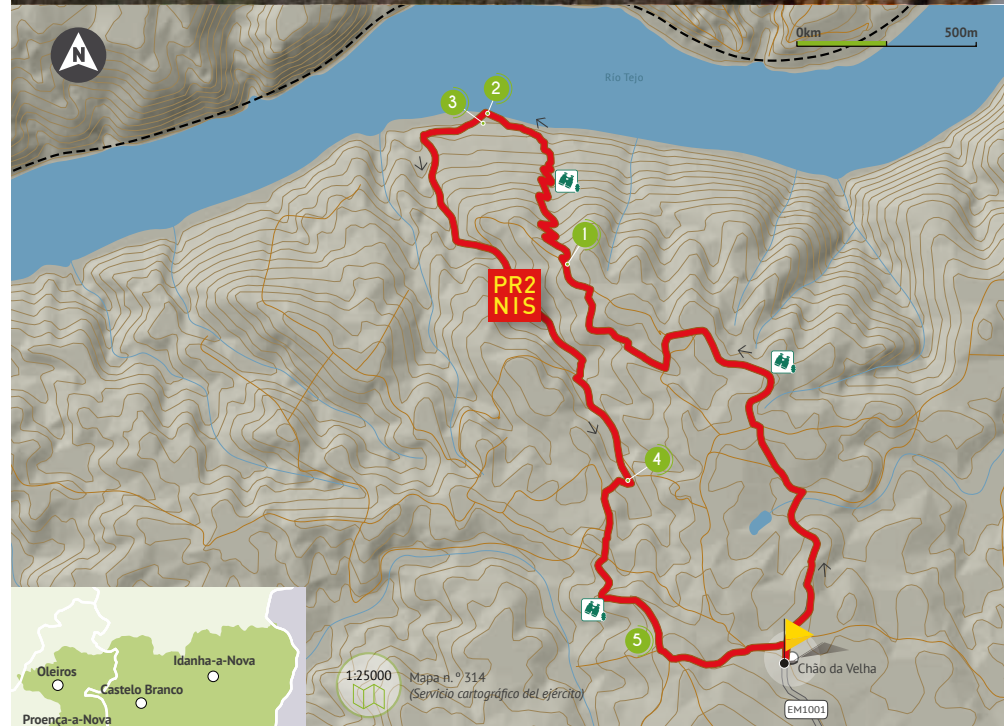 N
0km 500m
Río Tejo
2
3
1
PR2
NIS
4
5
Chão da Velha
EM1001
1:25000
Mapa n.º 314
(Servicio cartográfico del ejército)
Oleiros
Idanha-a-Nova
Castelo Branco
Proença-a-Nova